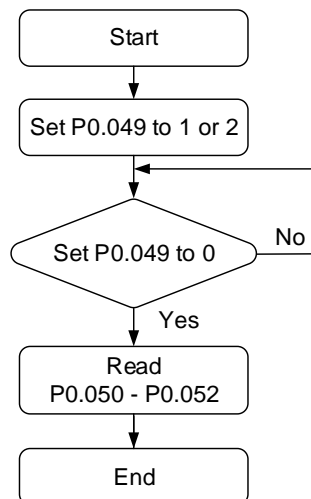 Start
Set P0.049 to 1 or 2
Set P0.049 to 0
No
Yes
Read
P0.050 - P0.052
End